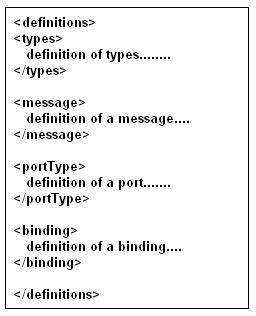 <definitions>
<types>
definition of types........
</types>
<message>
definition of a message....
</message>
<portType>
definition of a port.......
</portType>
<binding>
definition of a binding....
</binding>
</definitions>